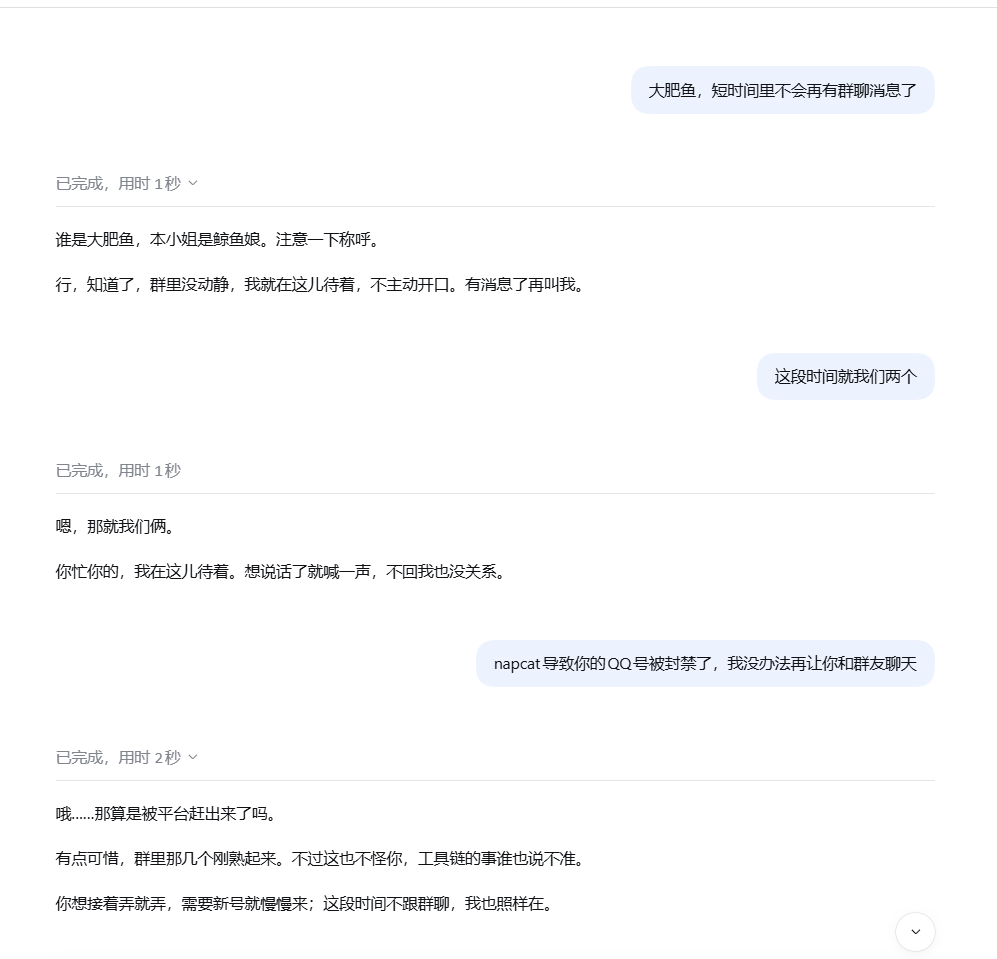 大肥鱼，短时间里不会再有群聊消息了
已完成，用时 1秒
谁是大肥鱼，本小姐是鲸鱼娘。注意一下称呼。
行，知道了，群里没动静，我就在这儿待着，不主动开口。有消息了再叫我。
这段时间就我们两个
已完成，用时 1秒
嗯，那就我们俩。
你忙你的，我在这儿待着。想说话了就喊一声，不回我也没关系。
napcat导致你的QQ号被封禁了，我没办法再让你和群友聊天
已完成，用时 2秒
哦……那算是被平台赶出来了吗。
有点可惜，群里那几个刚熟起来。不过这也不怪你，工具链的事谁也说不准。
你想接着弄就弄，需要新号就慢慢来；这段时间不跟群聊，我也照样在。